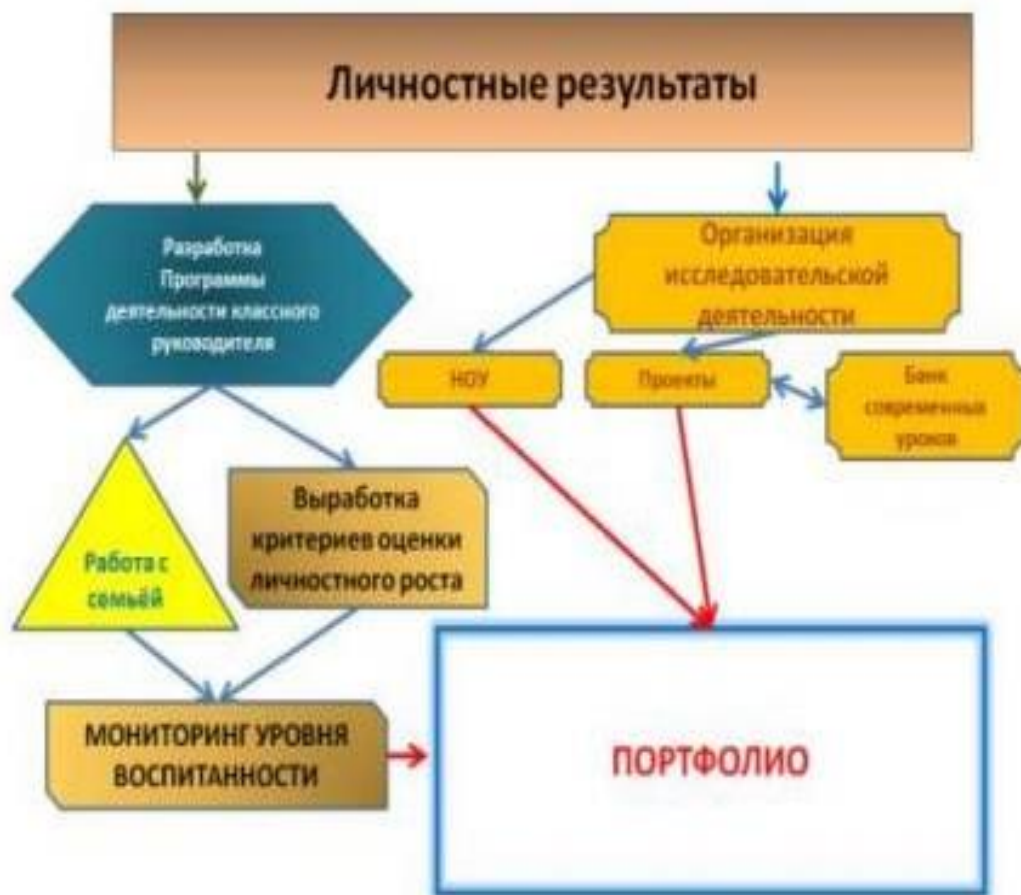 Личностные результаты
Разработка
Программы
деятельности классного
руководителя
Организация
исследовательской
деятельности
НОУ
Проекты
Банк
современных
уроков
Работа с
семьёй
Выработка
критериев оценки
личностного роста
МОНИТОРИНГ УРОВНЯ
ВОСПИТАННОСТИ
ПОРТФОЛИО